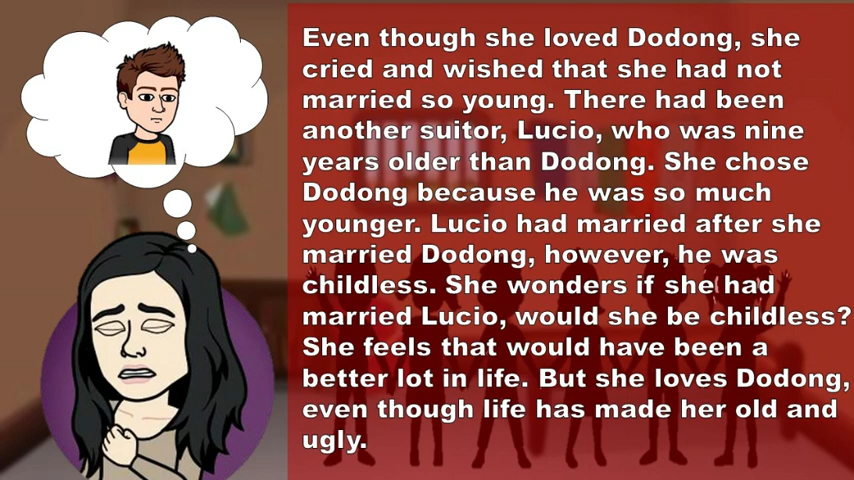 Even though she loved Dodong, she
cried and wished that she had not
married so young. There had been
another suitor, Lucio, who was nine
years older than Dodong. She chose
Dodong because he was so much
younger. Lucio had married after she
married Dodong, however, he was
childless. She wonders if she had
married Lucio, would she be childless?
She feels that would have been a
better lot in life. But she loves Dodong,
even though life has made her old and
ugly.